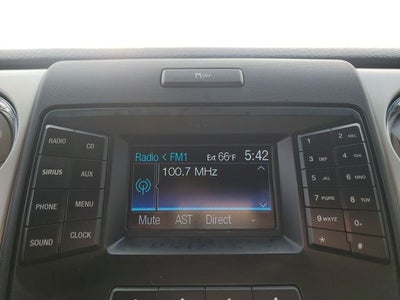 OFF
Radio < FM1 Ext 66°F 5:42
100.7 MHz
Mute AST Direct -
RADIO CD
SIRIUS AUX
PHONE MENU
SOUND CLOCK
1 2 ABC
3 DEF 4 GHI
5 JKL 6 MNO
7 PQRS 8 TUV
9 WXYZ 0+
* #